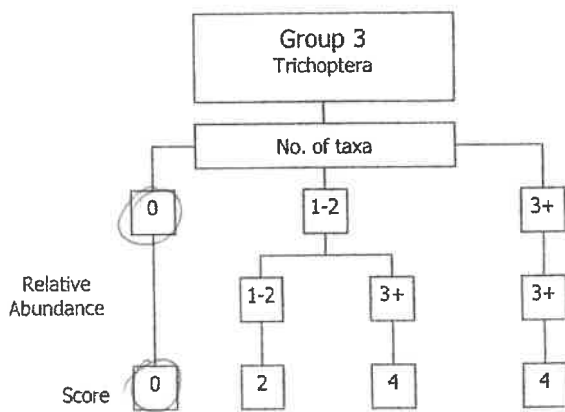 Group 3
Trichoptera
No. of taxa
0 1-2 3+
Relative
Abundance
1-2 3+ 3+
Score 0 2 4 4